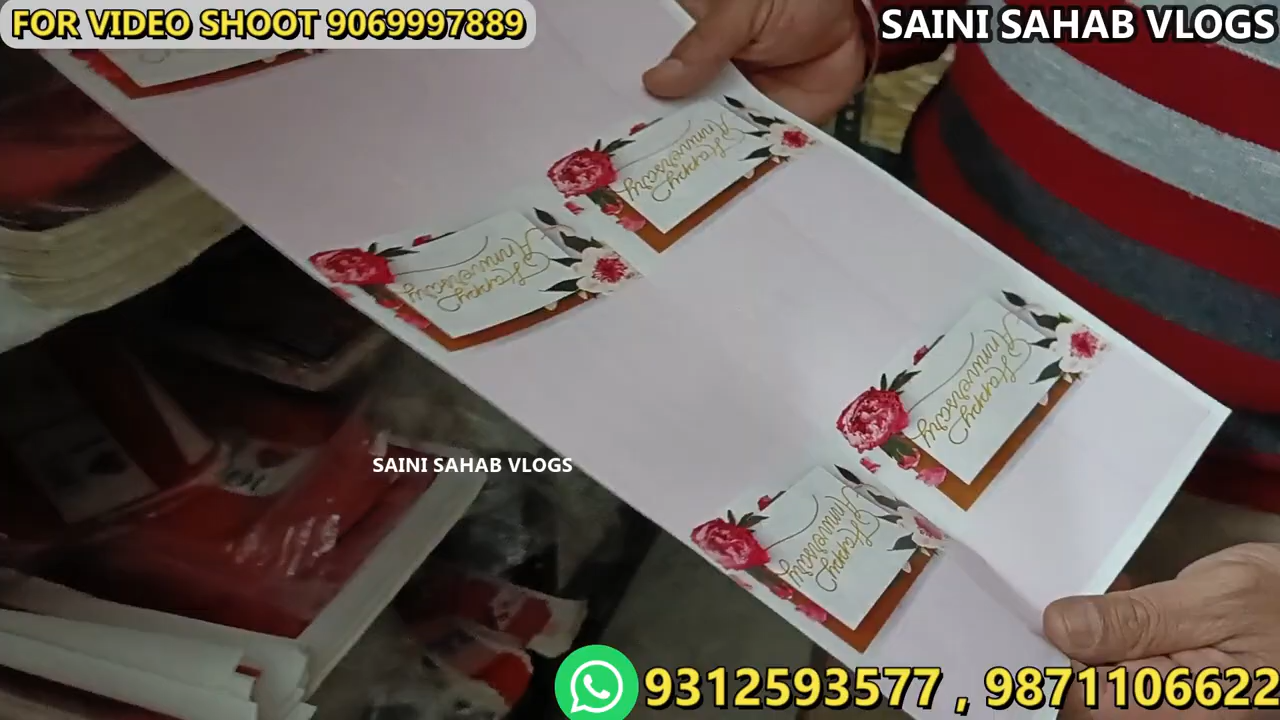 FOR VIDEO SHOOT 9069997889
SAINI SAHAB VLOGS
Happy
Anniversary
Happy
Anniversary
Happy
Anniversary
Happy
Anniversary
SAINI SAHAB VLOGS
9312593577 , 9871106622